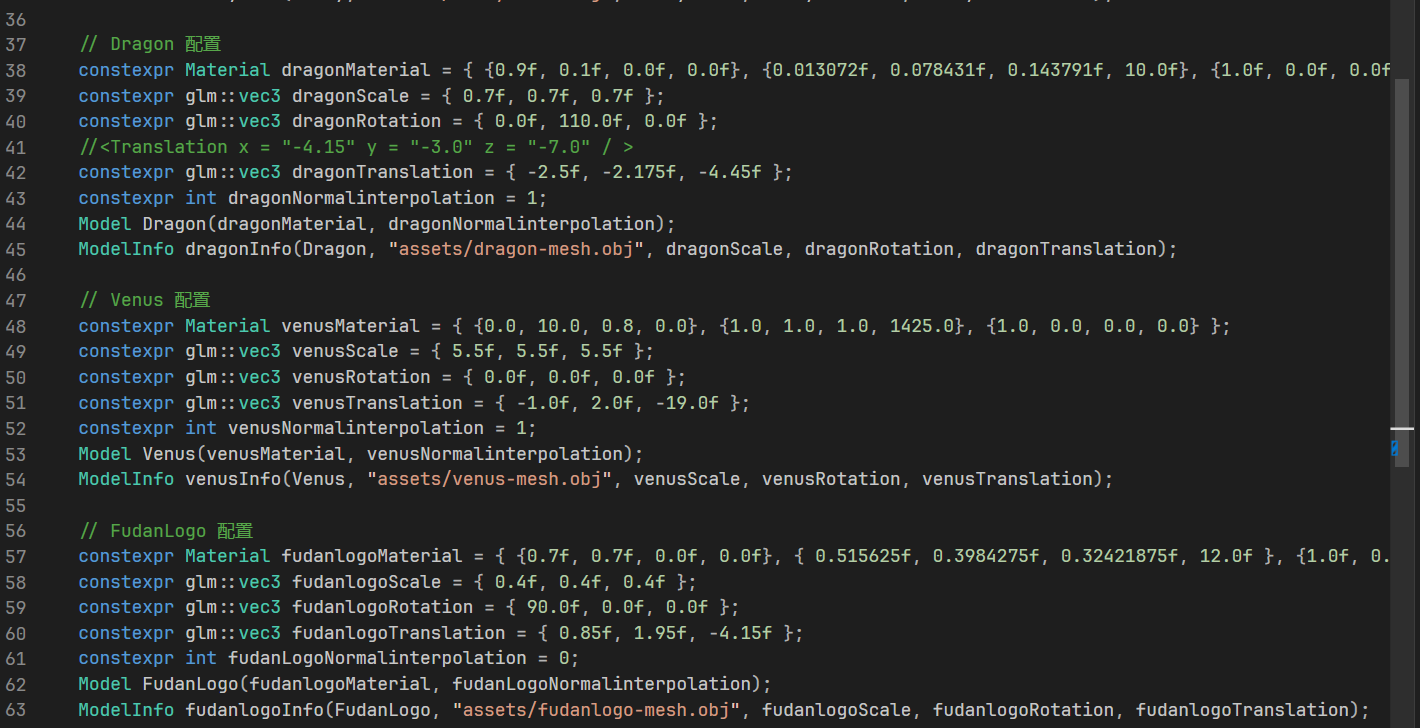 36
37 // Dragon 配置
38 constexpr Material dragonMaterial = { {0.9f, 0.1f, 0.0f, 0.0f}, {0.013072f, 0.078431f, 0.143791f, 10.0f}, {1.0f, 0.0f, 0.0f
39 constexpr glm::vec3 dragonScale = { 0.7f, 0.7f, 0.7f };
40 constexpr glm::vec3 dragonRotation = { 0.0f, 110.0f, 0.0f };
41 //<Translation x = "-4.15" y = "-3.0" z = "-7.0" / >
42 constexpr glm::vec3 dragonTranslation = { -2.5f, -2.175f, -4.45f };
43 constexpr int dragonNormalinterpolation = 1;
44 Model Dragon(dragonMaterial, dragonNormalinterpolation);
45 ModelInfo dragonInfo(Dragon, "assets/dragon-mesh.obj", dragonScale, dragonRotation, dragonTranslation);
46
47 // Venus 配置
48 constexpr Material venusMaterial = { {0.0, 10.0, 0.8, 0.0}, {1.0, 1.0, 1.0, 1425.0}, {1.0, 0.0, 0.0, 0.0} };
49 constexpr glm::vec3 venusScale = { 5.5f, 5.5f, 5.5f };
50 constexpr glm::vec3 venusRotation = { 0.0f, 0.0f, 0.0f };
51 constexpr glm::vec3 venusTranslation = { -1.0f, 2.0f, -19.0f };
52 constexpr int venusNormalinterpolation = 1;
53 Model Venus(venusMaterial, venusNormalinterpolation);
54 ModelInfo venusInfo(Venus, "assets/venus-mesh.obj", venusScale, venusRotation, venusTranslation);
55
56 // FudanLogo 配置
57 constexpr Material fudanlogoMaterial = { {0.7f, 0.7f, 0.0f, 0.0f}, { 0.515625f, 0.3984275f, 0.32421875f, 12.0f }, {1.0f, 0.
58 constexpr glm::vec3 fudanlogoScale = { 0.4f, 0.4f, 0.4f };
59 constexpr glm::vec3 fudanlogoRotation = { 90.0f, 0.0f, 0.0f };
60 constexpr glm::vec3 fudanlogoTranslation = { 0.85f, 1.95f, -4.15f };
61 constexpr int fudanLogoNormalinterpolation = 0;
62 Model FudanLogo(fudanlogoMaterial, fudanLogoNormalinterpolation);
63 ModelInfo fudanlogoInfo(FudanLogo, "assets/fudanlogo-mesh.obj", fudanlogoScale, fudanlogoRotation, fudanlogoTranslation);